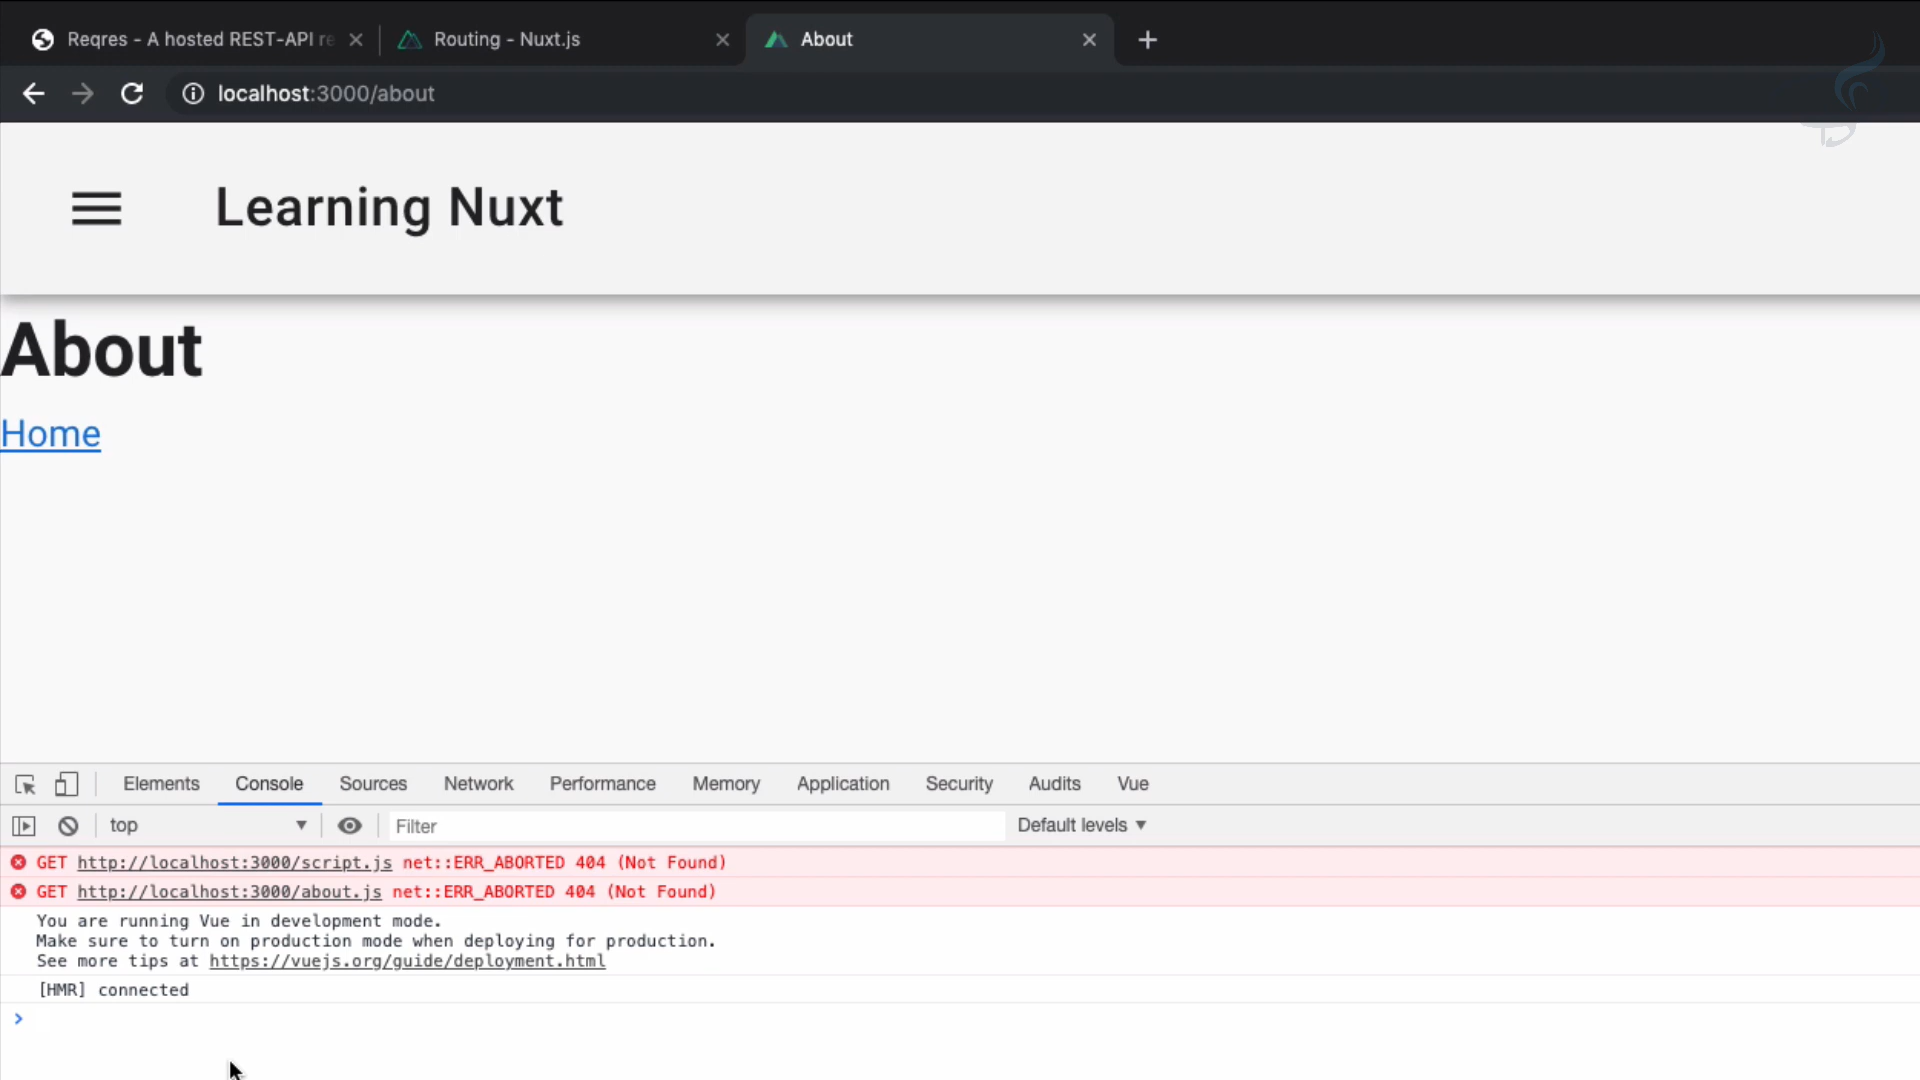 Reqres - A hosted REST-API re
Routing - Nuxt.js
About
localhost:3000/about
Learning Nuxt
About
Home
Elements Console Sources Network Performance Memory Application Security Audits Vue
top Filter Default levels
GET http://localhost:3000/script.js net::ERR_ABORTED 404 (Not Found)
GET http://localhost:3000/about.js net::ERR_ABORTED 404 (Not Found)
You are running Vue in development mode.
Make sure to turn on production mode when deploying for production.
See more tips at https://vuejs.org/guide/deployment.html
[HMR] connected